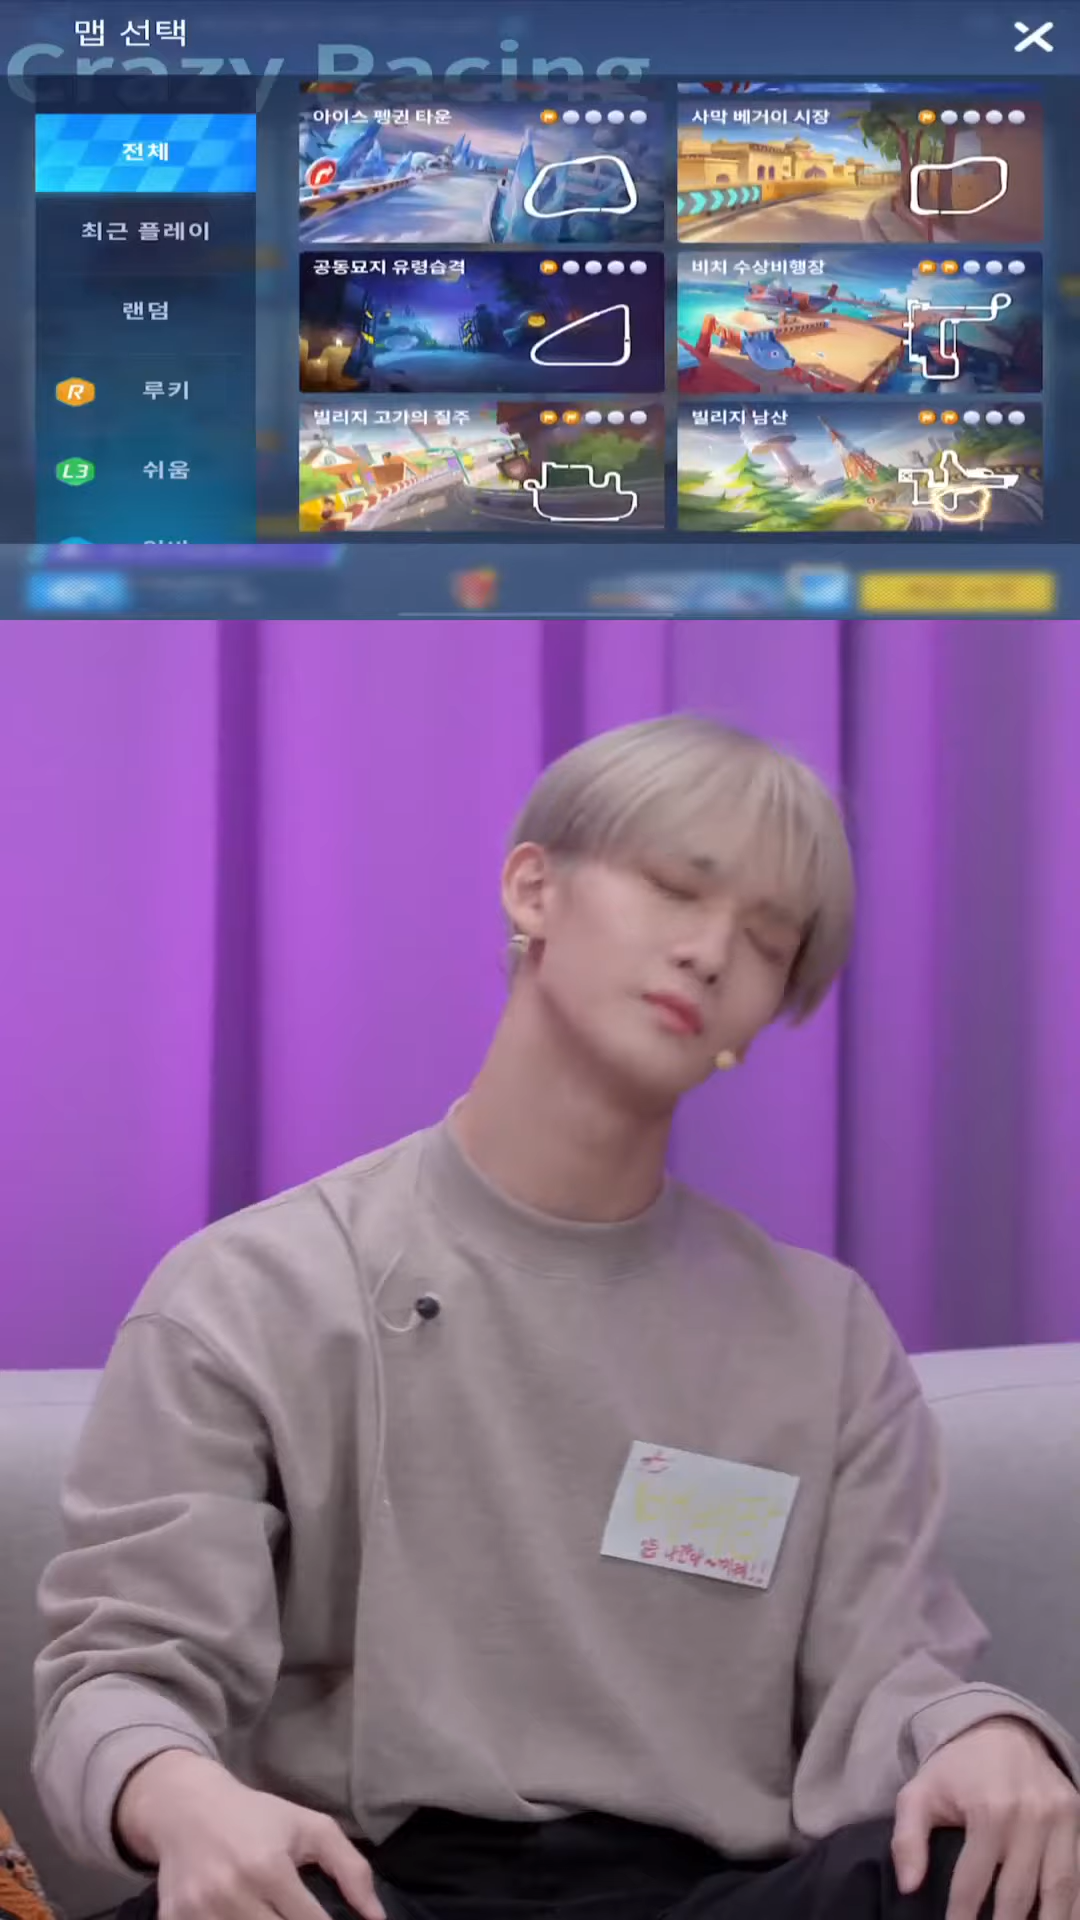 맵 선택
Crazy Racing
전체
최근 플레이
랜덤
R 루키
L3 쉬움
아이스 펭귄 타운
사막 베거이 시장
공동묘지 유령습격
비치 수상비행장
빌리지 고가의 질주
빌리지 남산